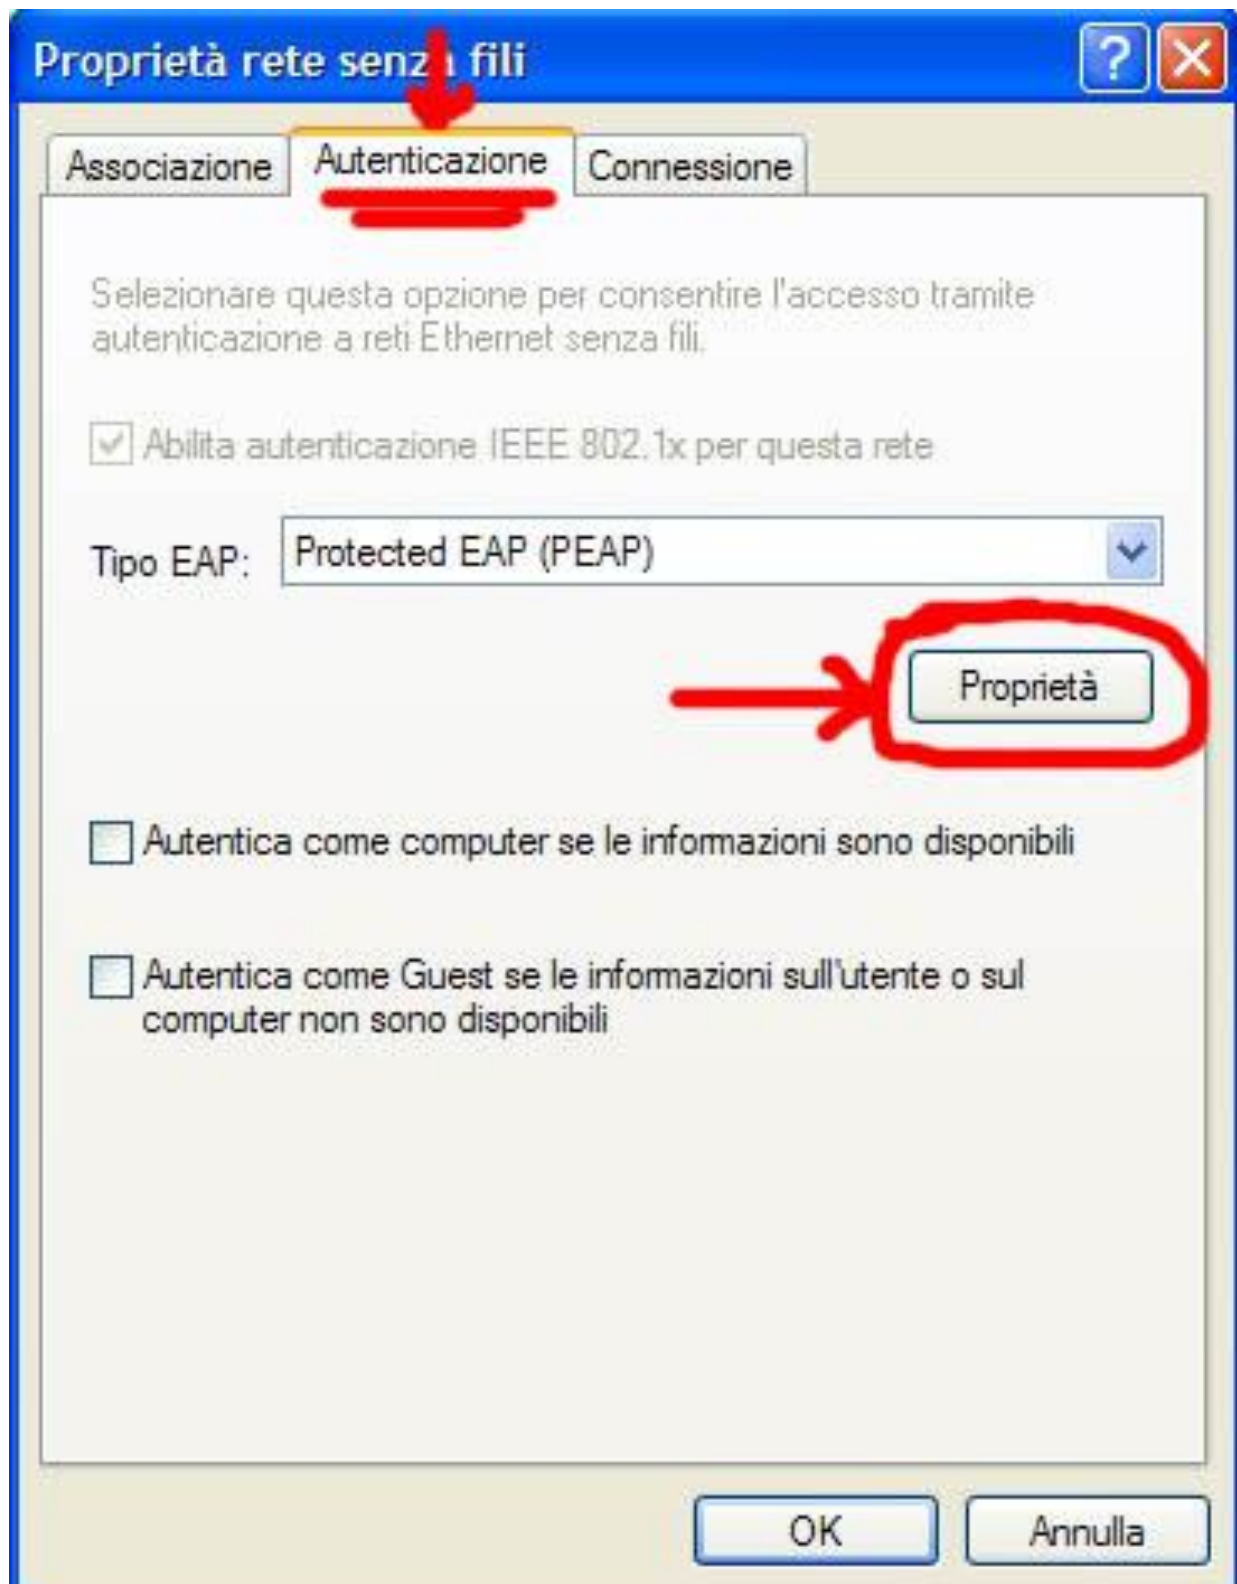 Proprietà rete senza fili
Associazione
Autenticazione
Connessione
Selezionare questa opzione per consentire l'accesso tramite
autenticazione a reti Ethernet senza fili.
Abilita autenticazione IEEE 802.1x per questa rete
Tipo EAP:
Protected EAP (PEAP)
Proprietà
Autentica come computer se le informazioni sono disponibili
Autentica come Guest se le informazioni sull'utente o sul
computer non sono disponibili
OK
Annulla